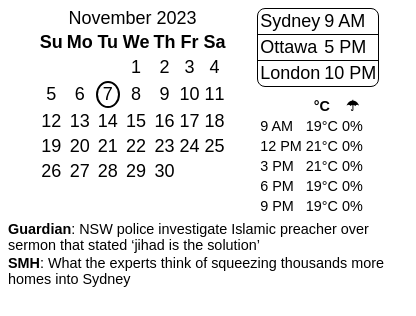 November 2023
Su Mo Tu We Th Fr Sa
1 2 3 4
5 6 7 8 9 10 11
12 13 14 15 16 17 18
19 20 21 22 23 24 25
26 27 28 29 30
Sydney 9 AM
Ottawa 5 PM
London 10 PM
°C ☂
9 AM 19°C 0%
12 PM 21°C 0%
3 PM 21°C 0%
6 PM 19°C 0%
9 PM 19°C 0%
Guardian: NSW police investigate Islamic preacher over
sermon that stated ‘jihad is the solution’
SMH: What the experts think of squeezing thousands more
homes into Sydney